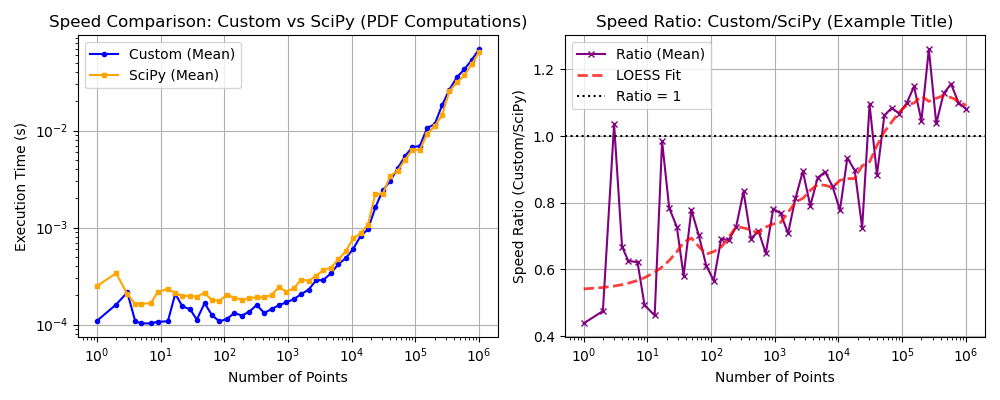 Speed Comparison: Custom vs SciPy (PDF Computations)
Execution Time (s)
10⁻²
10⁻³
10⁻⁴
Custom (Mean)
SciPy (Mean)
10⁰ 10¹ 10² 10³ 10⁴ 10⁵ 10⁶
Number of Points
Speed Ratio: Custom/SciPy (Example Title)
Speed Ratio (Custom/SciPy)
1.2
1.0
0.8
0.6
0.4
Ratio (Mean)
LOESS Fit
Ratio = 1
10⁰ 10¹ 10² 10³ 10⁴ 10⁵ 10⁶
Number of Points